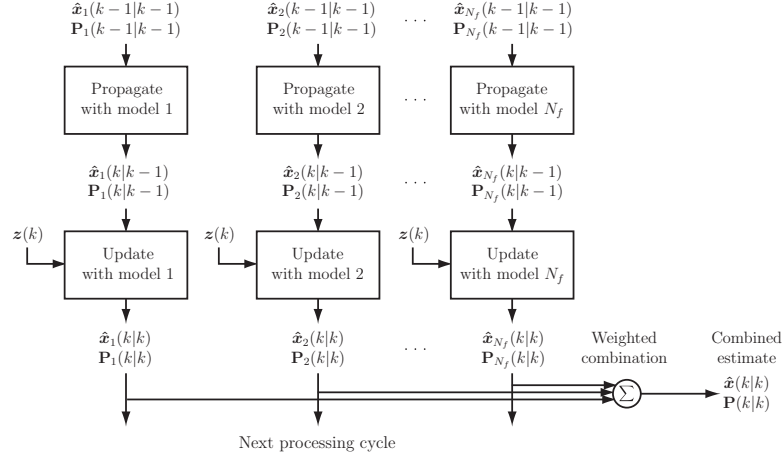 x̂₁(k−1|k−1) x̂₂(k−1|k−1) · · · x̂_{N_f}(k−1|k−1)
P₁(k−1|k−1) P₂(k−1|k−1) P_{N_f}(k−1|k−1)
Propagate Propagate Propagate
with model 1 with model 2 · · · with model N_f
x̂₁(k|k−1) x̂₂(k|k−1) x̂_{N_f}(k|k−1)
P₁(k|k−1) P₂(k|k−1) · · · P_{N_f}(k|k−1)
z(k) z(k) z(k)
Update Update Update
with model 1 with model 2 with model N_f
x̂₁(k|k) x̂₂(k|k) x̂_{N_f}(k|k) Weighted Combined
P₁(k|k) P₂(k|k) · · · P_{N_f}(k|k) combination estimate
∑ x̂(k|k)
P(k|k)
Next processing cycle